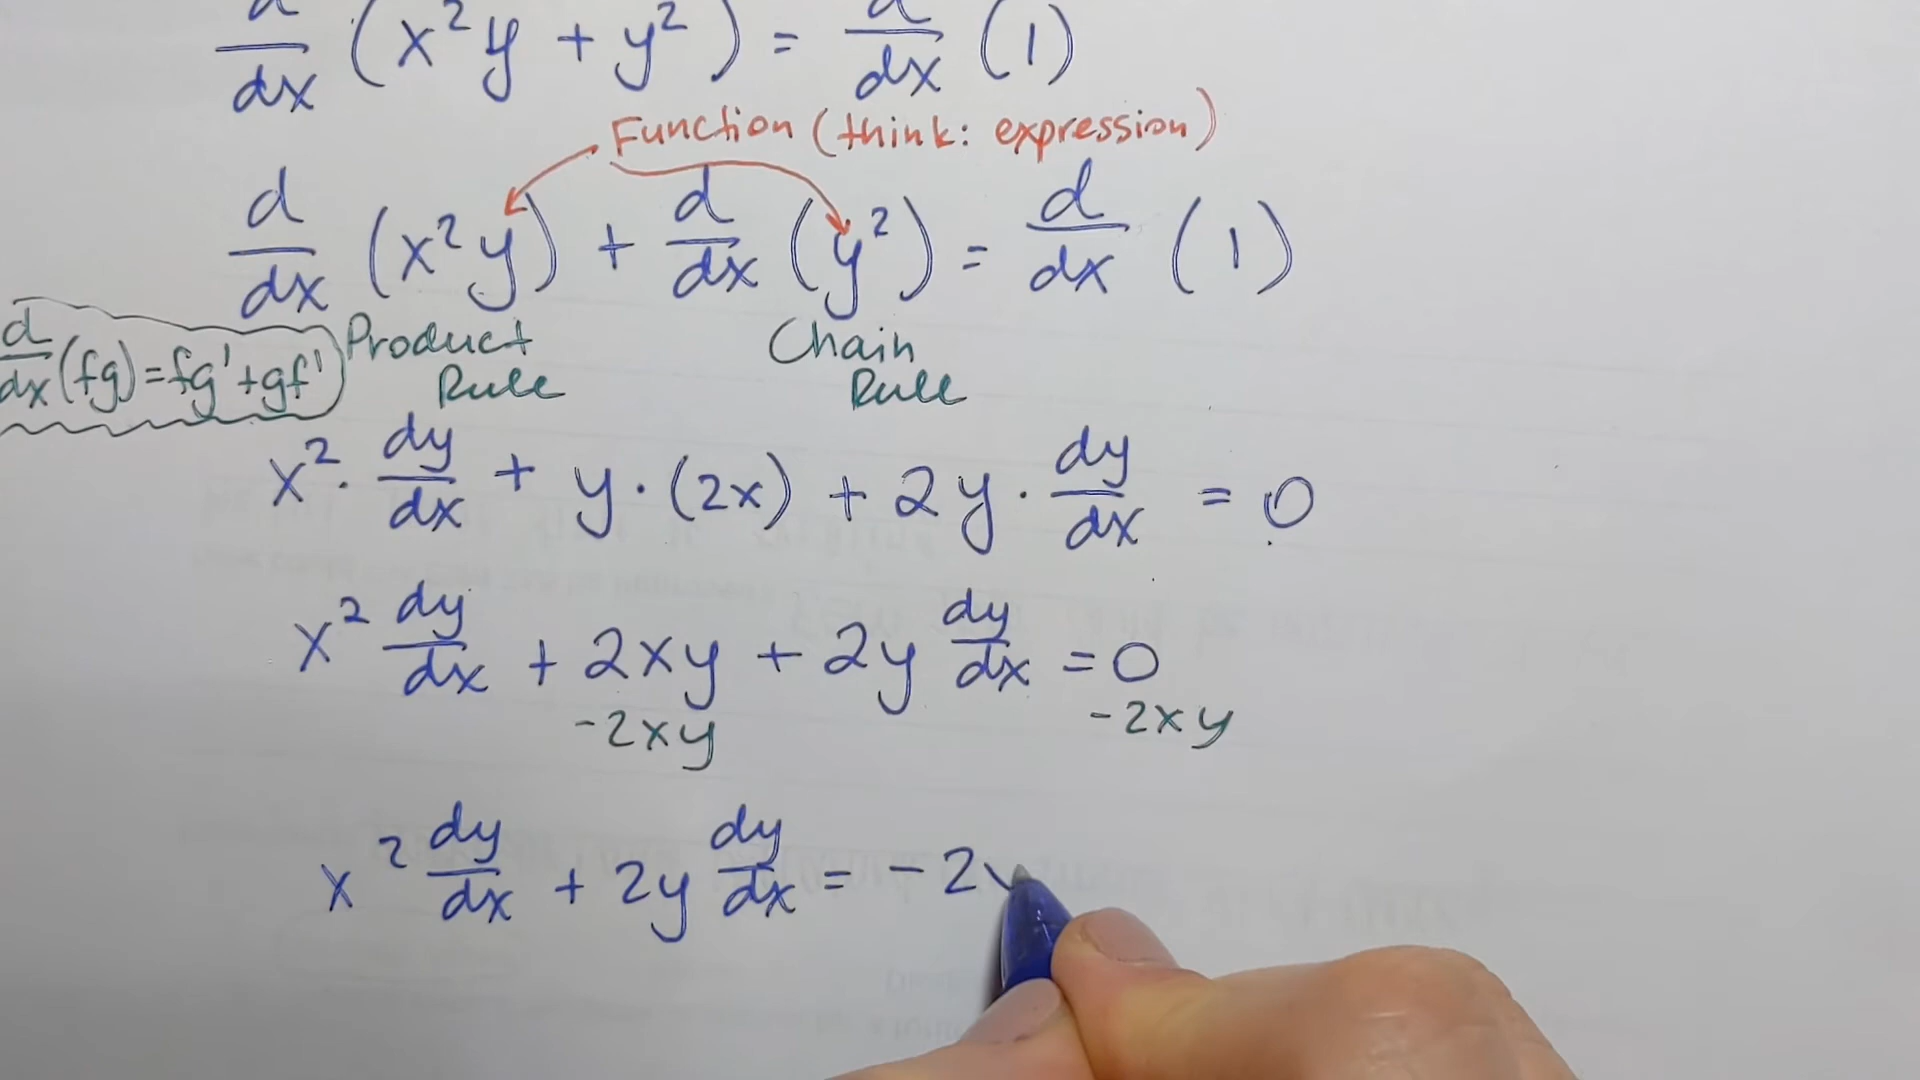 d/dx (x²y + y²) = d/dx (1)
Function (think: expression)
d/dx (x²y) + d/dx (y²) = d/dx (1)
d/dx (fg) = fg' + gf'
Product Rule
Chain Rule
x² · dy/dx + y · (2x) + 2y · dy/dx = 0
x² dy/dx + 2xy + 2y dy/dx = 0
-2xy -2xy
x² dy/dx + 2y dy/dx = -2